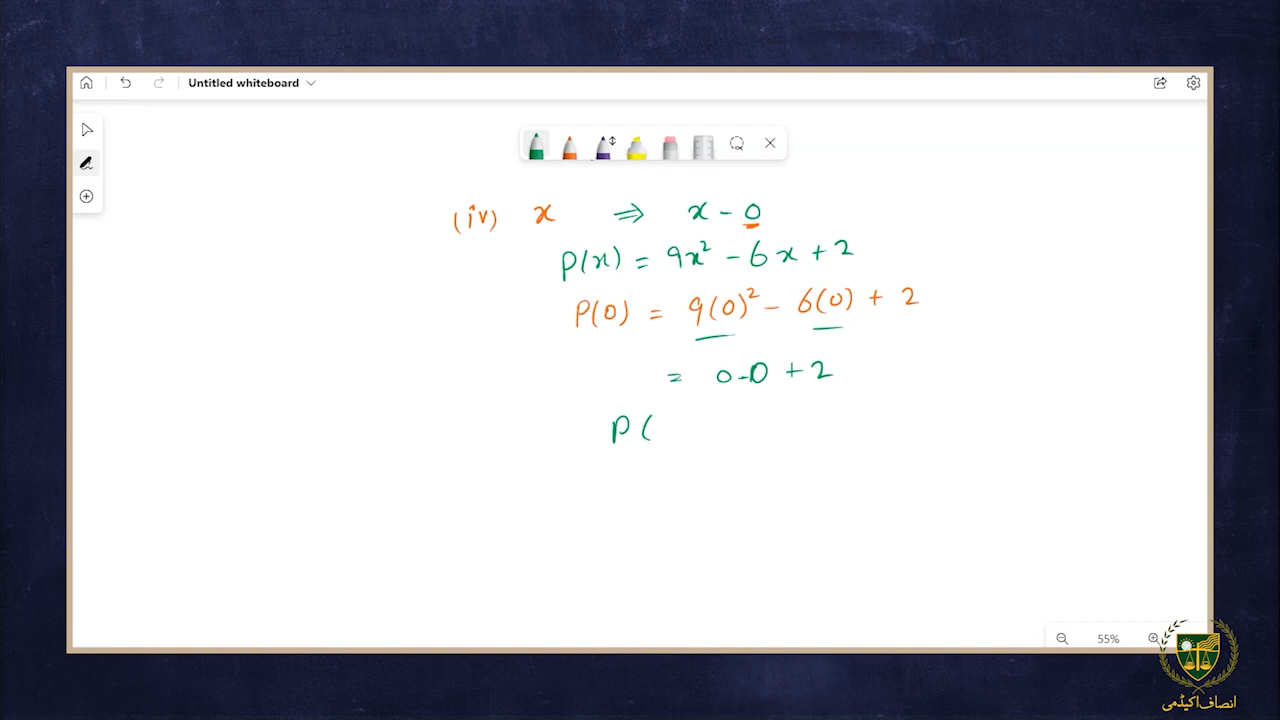 Untitled whiteboard
(iv) x ⇒ x - 0
P(x) = 9x² - 6x + 2
P(0) = 9(0)² - 6(0) + 2
= 0-0 + 2
P(
55%
انصاف اکیڈمی